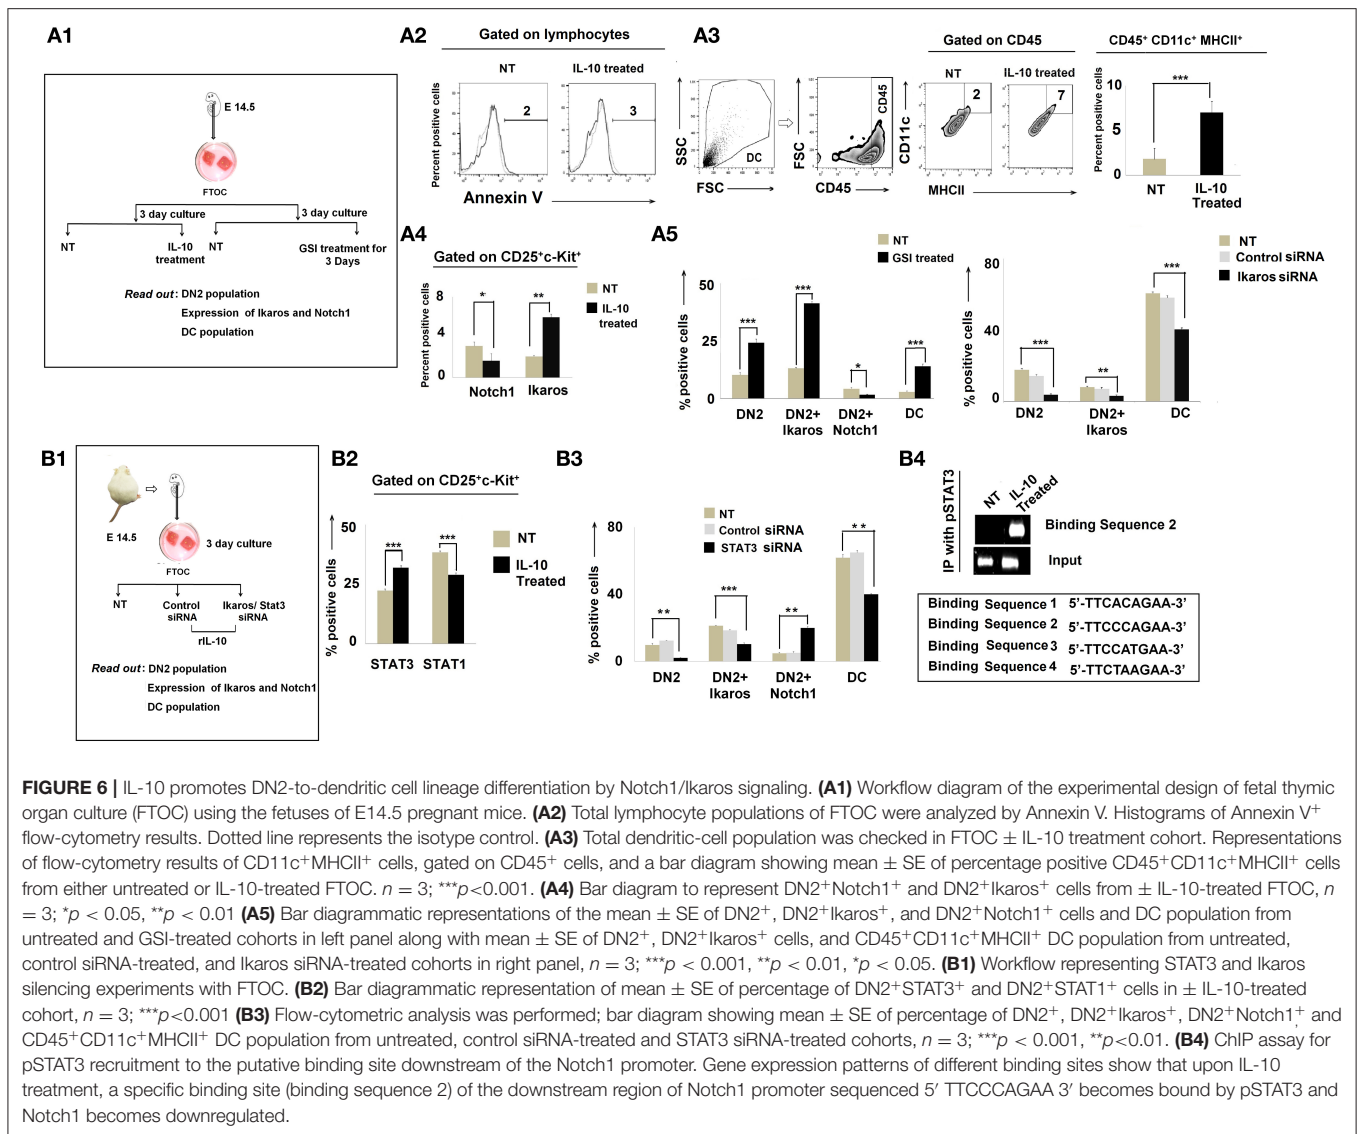 A1
E 14.5
FTOC
3 day culture
3 day culture
NT
IL-10
treatment
NT
GSI treatment for
3 Days
Read out : DN2 population
Expression of Ikaros and Notch1
DC population
A2
Gated on lymphocytes
NT
IL-10 treated
Percent positive cells
2
3
Annexin V
A3
SSC
DC
FSC
FSC
CD45
CD45
Gated on CD45
NT
IL-10 treated
CD11c
2
7
MHCII
CD45⁺ CD11c⁺ MHCII⁺
Percent positive cells
10
5
0
***
NT
IL-10
Treated
A4
Gated on CD25⁺c-Kit⁺
Percent positive cells
8
4
0
*
**
NT
IL-10
treated
Notch1
Ikaros
A5
NT
GSI treated
% positive cells
50
25
0
***
***
*
***
DN2
DN2+
Ikaros
DN2+
Notch1
DC
NT
Control siRNA
Ikaros siRNA
% positive cells
80
40
0
***
**
***
DN2
DN2+
Ikaros
DC
B1
E 14.5
3 day culture
FTOC
NT
Control
siRNA
Ikaros/ Stat3
siRNA
rIL-10
Read out : DN2 population
Expression of Ikaros and Notch1
DC population
B2
Gated on CD25⁺c-Kit⁺
% positive cells
50
25
0
***
***
NT
IL-10
Treated
STAT3
STAT1
B3
NT
Control siRNA
STAT3 siRNA
% positive cells
80
40
0
**
***
**
**
DN2
DN2+
Ikaros
DN2+
Notch1
DC
B4
IP with pSTAT3
NT
IL-10
Treated
Binding Sequence 2
Input
Binding Sequence 1 5’-TTCACAGAA-3’
Binding Sequence 2 5’-TTCCCAGAA-3’
Binding Sequence 3 5’-TTCCATGAA-3’
Binding Sequence 4 5’-TTCTAAGAA-3’
FIGURE 6 | IL-10 promotes DN2-to-dendritic cell lineage differentiation by Notch1/Ikaros signaling. (A1) Workflow diagram of the experimental design of fetal thymic
organ culture (FTOC) using the fetuses of E14.5 pregnant mice. (A2) Total lymphocyte populations of FTOC were analyzed by Annexin V. Histograms of Annexin V⁺
flow-cytometry results. Dotted line represents the isotype control. (A3) Total dendritic-cell population was checked in FTOC ± IL-10 treatment cohort. Representations
of flow-cytometry results of CD11c⁺MHCII⁺ cells, gated on CD45⁺ cells, and a bar diagram showing mean ± SE of percentage positive CD45⁺CD11c⁺MHCII⁺ cells
from either untreated or IL-10-treated FTOC. n = 3; ***p<0.001. (A4) Bar diagram to represent DN2⁺Notch1⁺ and DN2⁺Ikaros⁺ cells from ± IL-10-treated FTOC, n
= 3; *p < 0.05, **p < 0.01 (A5) Bar diagrammatic representations of the mean ± SE of DN2⁺, DN2⁺Ikaros⁺, and DN2⁺Notch1⁺ cells and DC population from
untreated and GSI-treated cohorts in left panel along with mean ± SE of DN2⁺, DN2⁺Ikaros⁺ cells, and CD45⁺CD11c⁺MHCII⁺ DC population from untreated,
control siRNA-treated, and Ikaros siRNA-treated cohorts in right panel, n = 3; ***p < 0.001, **p < 0.01, *p < 0.05. (B1) Workflow representing STAT3 and Ikaros
silencing experiments with FTOC. (B2) Bar diagrammatic representation of mean ± SE of percentage of DN2⁺STAT3⁺ and DN2⁺STAT1⁺ cells in ± IL-10-treated
cohort, n = 3; ***p<0.001 (B3) Flow-cytometric analysis was performed; bar diagram showing mean ± SE of percentage of DN2⁺, DN2⁺Ikaros⁺, DN2⁺Notch1⁺, and
CD45⁺CD11c⁺MHCII⁺ DC population from untreated, control siRNA-treated and STAT3 siRNA-treated cohorts, n = 3; ***p < 0.001, **p<0.01. (B4) ChIP assay for
pSTAT3 recruitment to the putative binding site downstream of the Notch1 promoter. Gene expression patterns of different binding sites show that upon IL-10
treatment, a specific binding site (binding sequence 2) of the downstream region of Notch1 promoter sequenced 5′ TTCCCAGAA 3′ becomes bound by pSTAT3 and
Notch1 becomes downregulated.